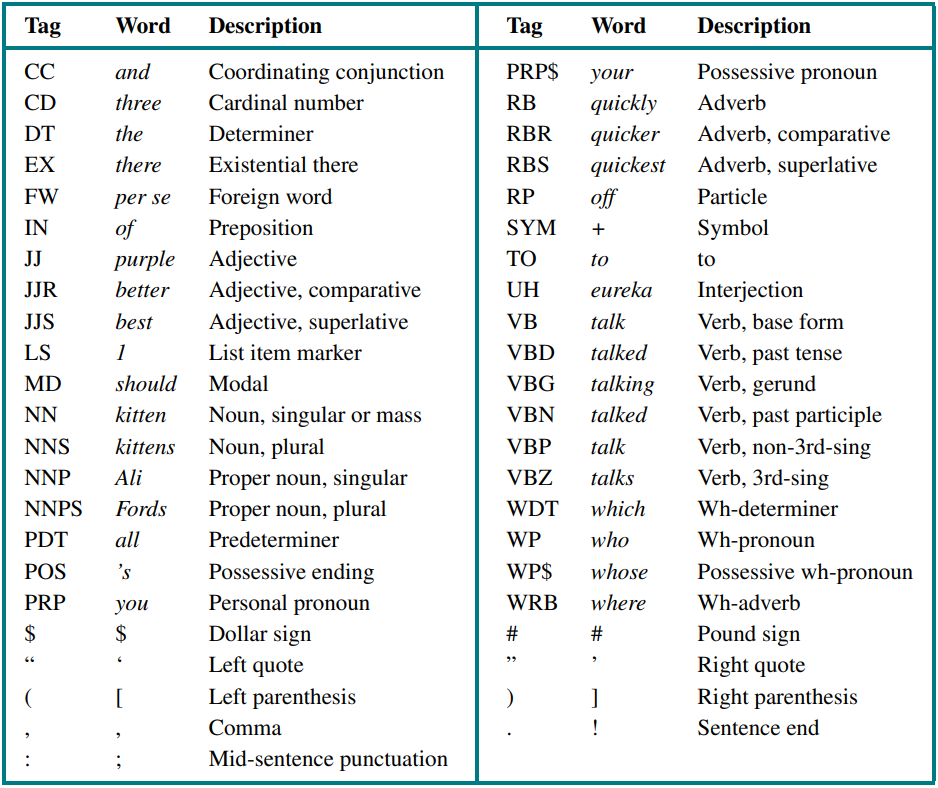 Tag Word Description Tag Word Description
CC and Coordinating conjunction PRP$ your Possessive pronoun
CD three Cardinal number RB quickly Adverb
DT the Determiner RBR quicker Adverb, comparative
EX there Existential there RBS quickest Adverb, superlative
FW per se Foreign word RP off Particle
IN of Preposition SYM + Symbol
JJ purple Adjective TO to to
JJR better Adjective, comparative UH eureka Interjection
JJS best Adjective, superlative VB talk Verb, base form
LS 1 List item marker VBD talked Verb, past tense
MD should Modal VBG talking Verb, gerund
NN kitten Noun, singular or mass VBN talked Verb, past participle
NNS kittens Noun, plural VBP talk Verb, non-3rd-sing
NNP Ali Proper noun, singular VBZ talks Verb, 3rd-sing
NNPS Fords Proper noun, plural WDT which Wh-determiner
PDT all Predeterminer WP who Wh-pronoun
POS ’s Possessive ending WP$ whose Possessive wh-pronoun
PRP you Personal pronoun WRB where Wh-adverb
$ $ Dollar sign # # Pound sign
“ ‘ Left quote ” ’ Right quote
( [ Left parenthesis ) ] Right parenthesis
, , Comma . ! Sentence end
: ; Mid-sentence punctuation